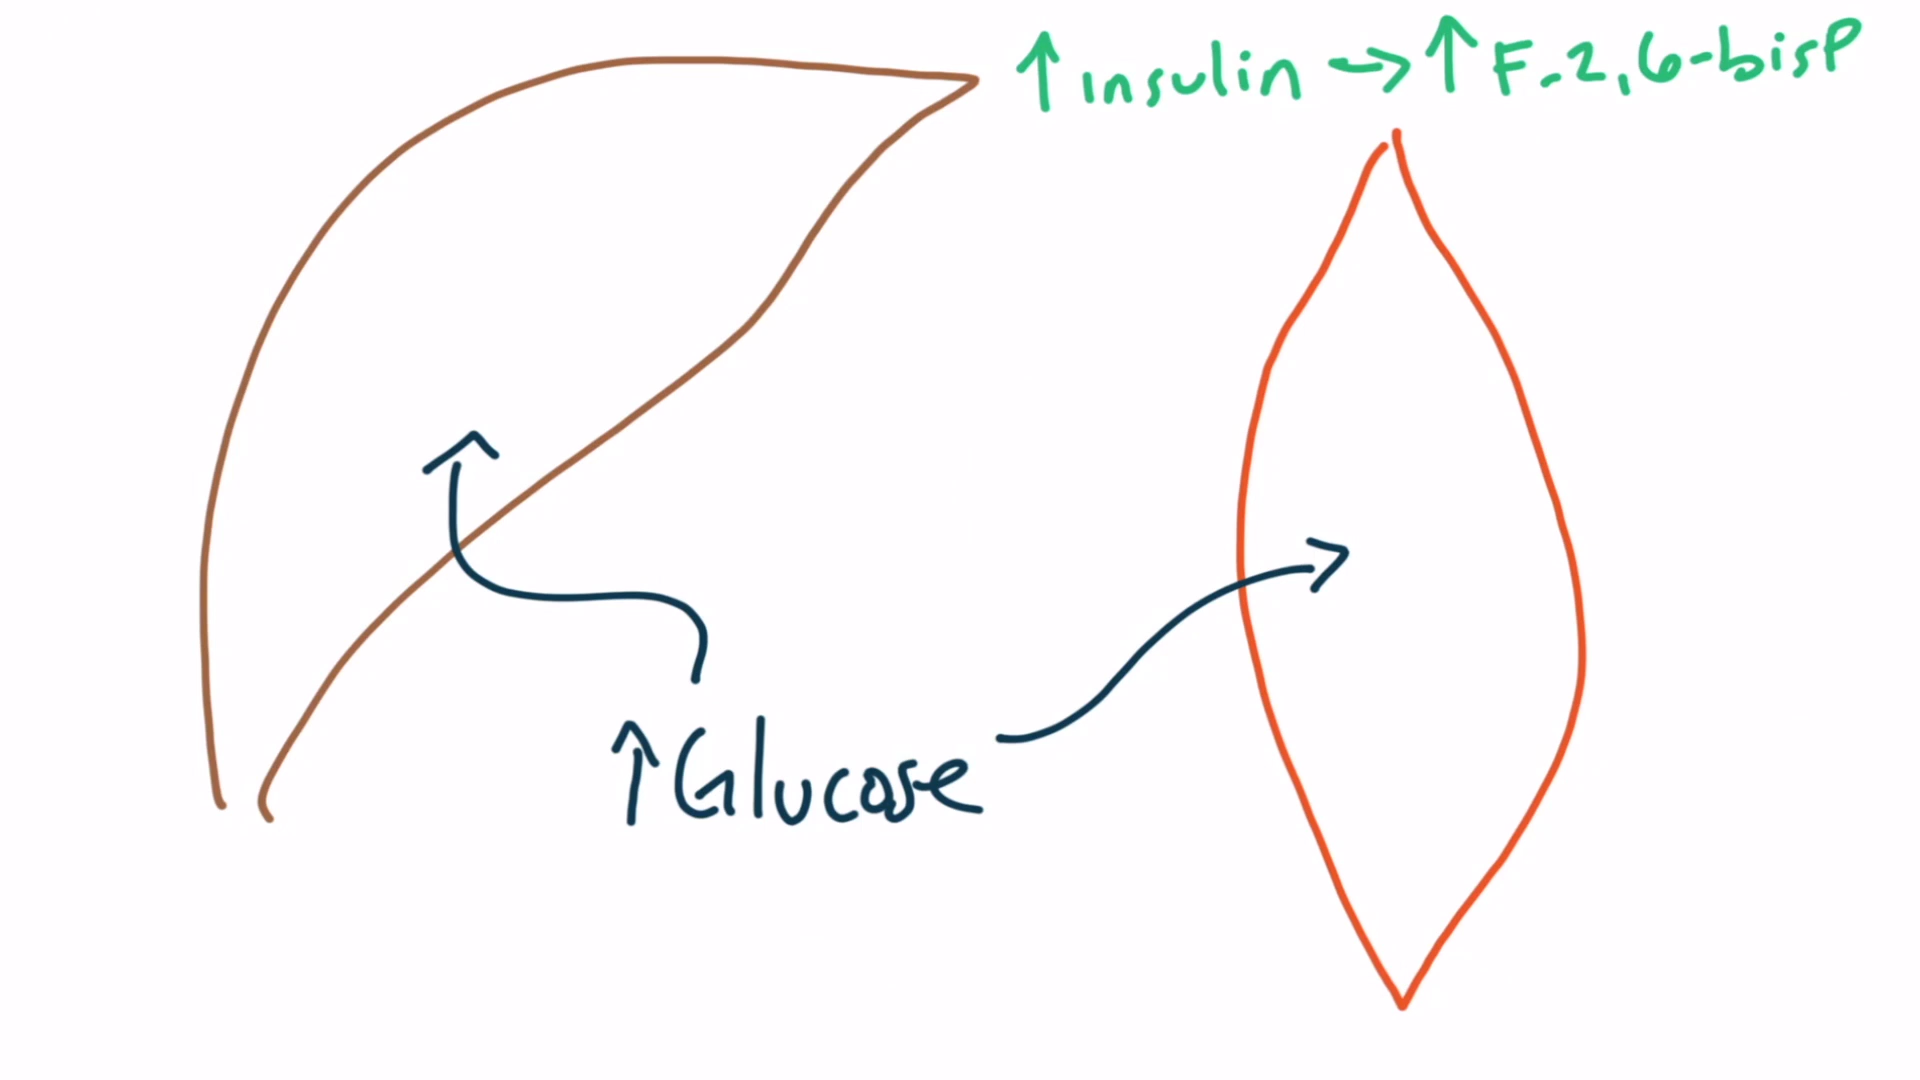 ↑ insulin → ↑ F-2,6-bisP
↑ Glucose